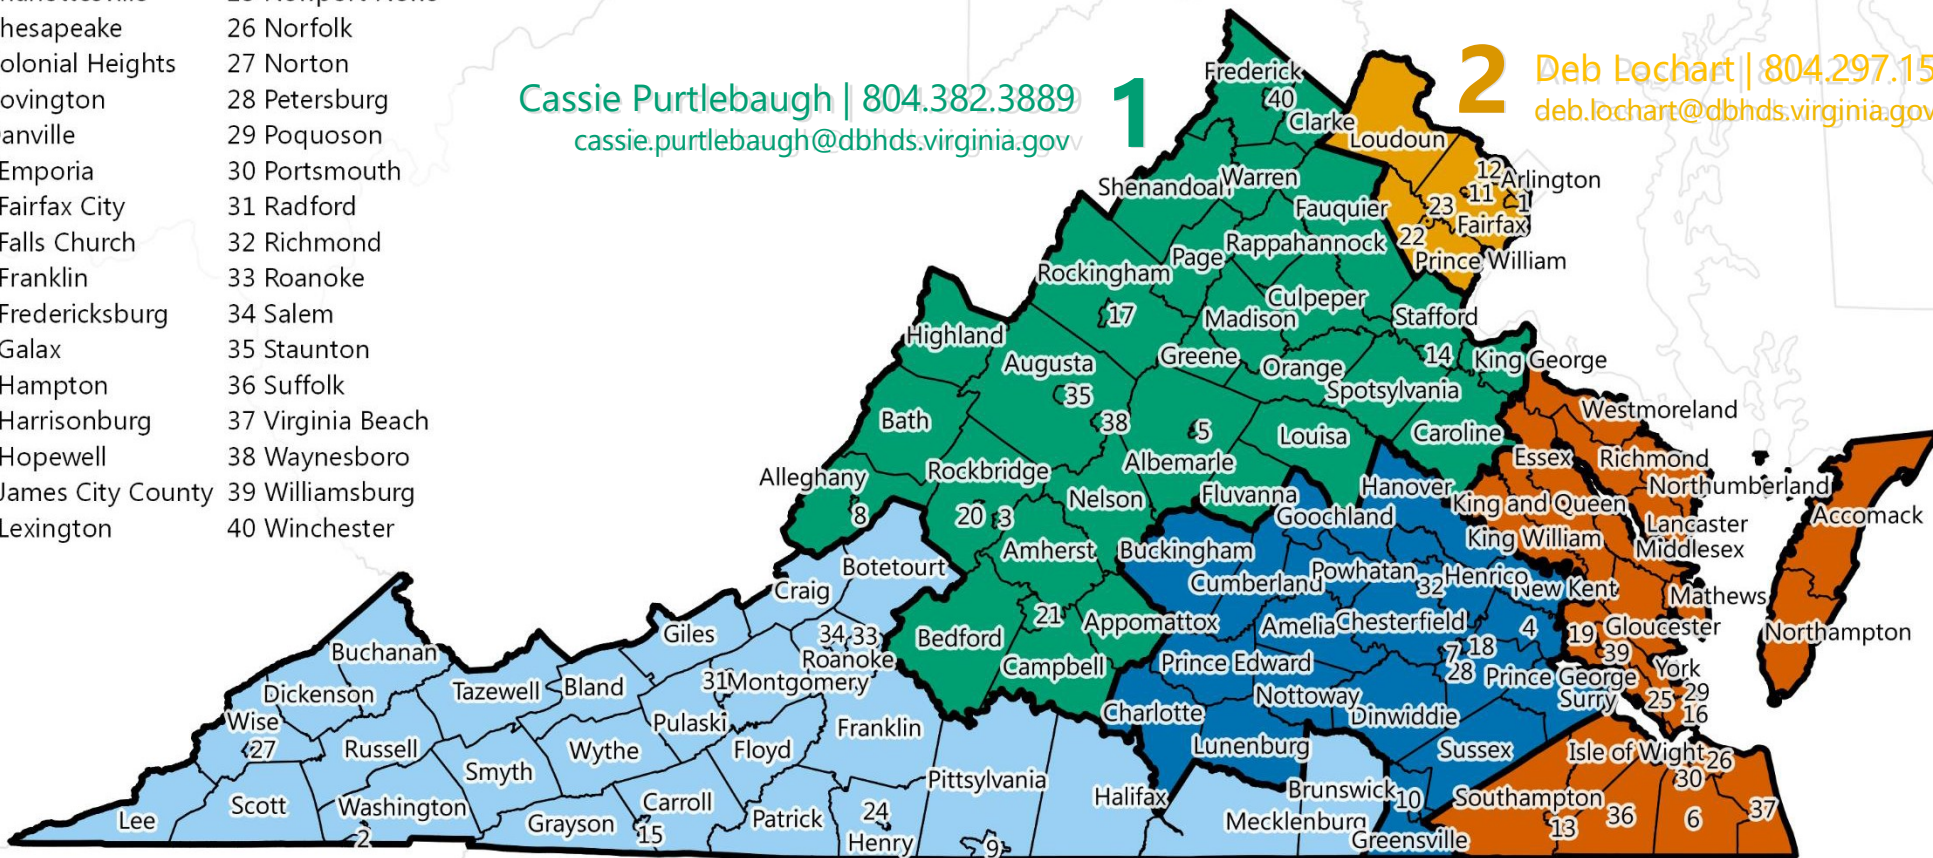 hesapeake
olonial Heights
ovington
anville
Emporia
Fairfax City
Falls Church
Franklin
Fredericksburg
Galax
Hampton
Harrisonburg
Hopewell
James City County
Lexington
26 Norfolk
27 Norton
28 Petersburg
29 Poquoson
30 Portsmouth
31 Radford
32 Richmond
33 Roanoke
34 Salem
35 Staunton
36 Suffolk
37 Virginia Beach
38 Waynesboro
39 Williamsburg
40 Winchester
Cassie Purtlebaugh | 804.382.3889
cassie.purtlebaugh@dbhds.virginia.gov
1
2
Deb Lochart | 804.297.15
deb.lochart@dbhds.virginia.gov
Frederick
40
Clarke
Loudoun
12
Arlington
11
1
23
Fairfax
22
Prince William
Shenandoah
Warren
Fauquier
Rappahannock
Page
Rockingham
17
Culpeper
Madison
Stafford
Highland
Augusta
Greene
Orange
14
King George
35
Spotsylvania
Bath
38
5
Louisa
Caroline
Westmoreland
Albemarle
Essex
Richmond
Alleghany
8
Rockbridge
Nelson
Fluvanna
Hanover
King and Queen
Northumberland
20
3
Goochland
Lancaster
Accomack
Amherst
Buckingham
King William
Middlesex
Botetourt
Craig
Cumberland
Powhatan
32
Henrico
New Kent
Mathews
21
Appomattox
Amelia
Chesterfield
4
19
Gloucester
Northampton
Bedford
Campbell
Prince Edward
7
18
28
Prince George
39
York
Giles
34
33
Roanoke
Buchanan
Dickenson
Tazewell
Bland
31
Montgomery
Charlotte
Nottoway
Dinwiddie
Surry
25
29
16
Wise
27
Russell
Wythe
Pulaski
Floyd
Franklin
Lunenburg
Sussex
Isle of Wight
26
30
Smyth
Pittsylvania
Lee
Scott
Washington
2
Grayson
Carroll
15
Patrick
24
Henry
9
Halifax
Mecklenburg
Brunswick
10
Greensville
Southampton
13
36
6
37